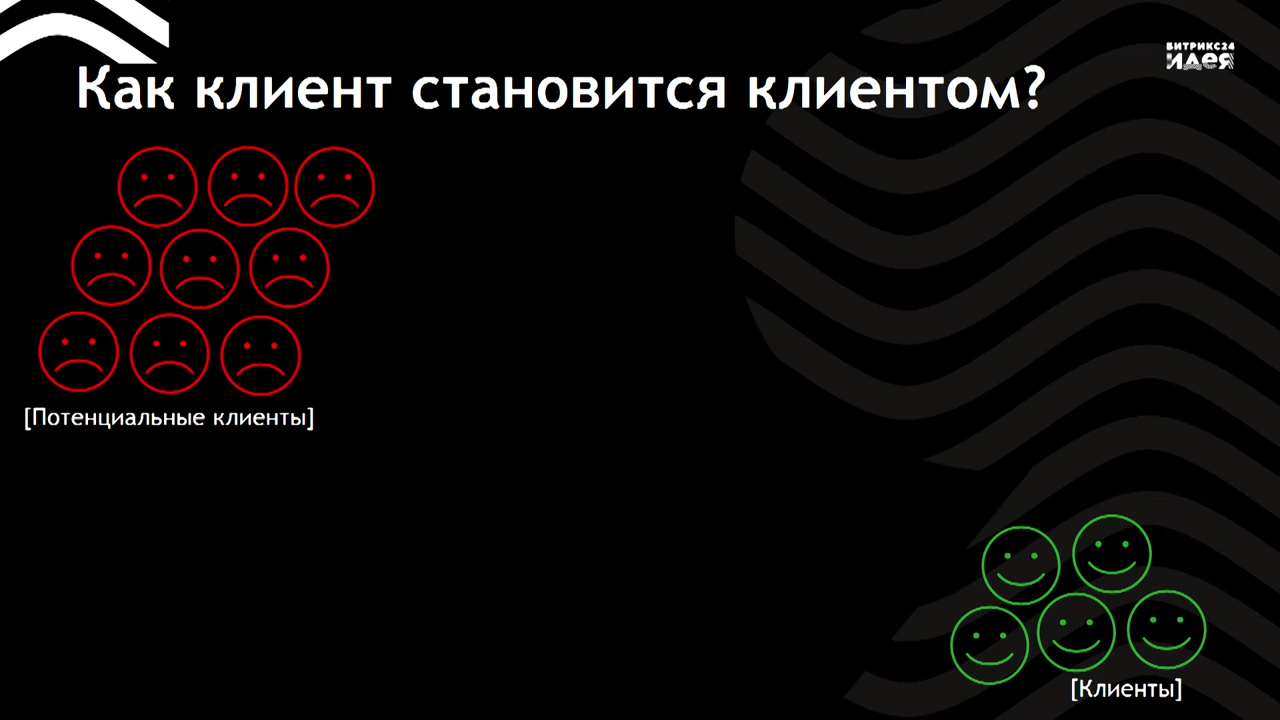 БИТРИКС24
идея
Как клиент становится клиентом?
[Потенциальные клиенты]
[Клиенты]